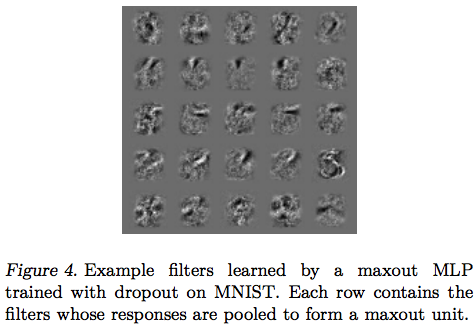 Figure 4. Example filters learned by a maxout MLP
trained with dropout on MNIST. Each row contains the
filters whose responses are pooled to form a maxout unit.